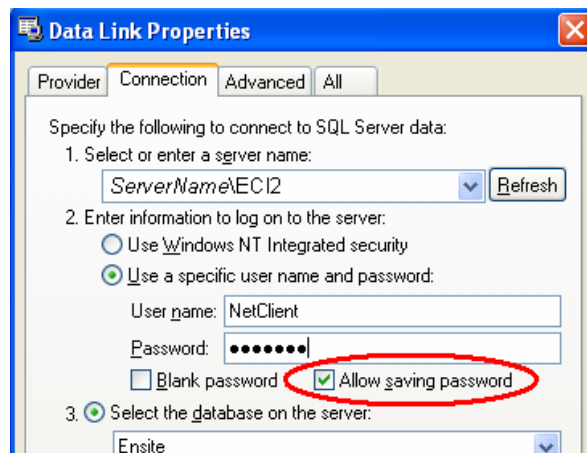 Data Link Properties
Provider Connection Advanced All
Specify the following to connect to SQL Server data:
1. Select or enter a server name:
ServerName\ECI2 Refresh
2. Enter information to log on to the server:
Use Windows NT Integrated security
Use a specific user name and password:
User name: NetClient
Password: ●●●●●●●
Blank password Allow saving password
3. Select the database on the server:
Ensite